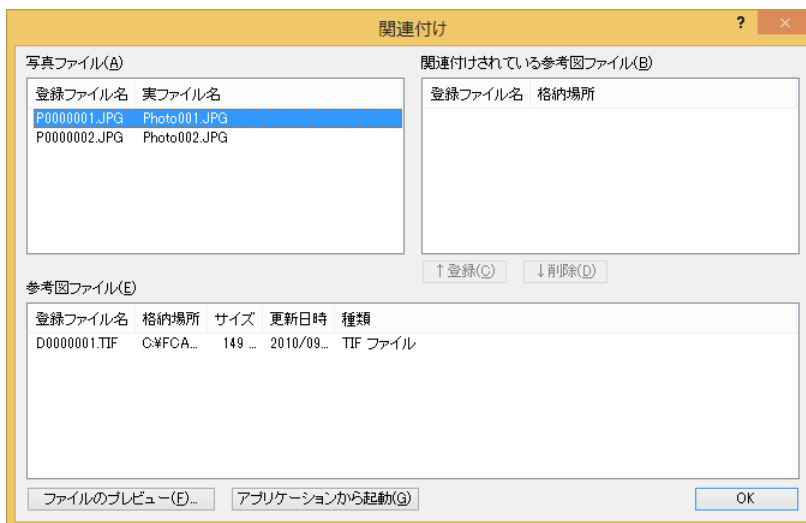 関連付け
? ×
写真ファイル(A)
登録ファイル名 実ファイル名
P0000001.JPG Photo001.JPG
P0000002.JPG Photo002.JPG
関連付けされている参考図ファイル(B)
登録ファイル名 格納場所
↑登録(C) ↓削除(D)
参考図ファイル(E)
登録ファイル名 格納場所 サイズ 更新日時 種類
D0000001.TIF C:¥FCA... 149 ... 2010/09... TIF ファイル
ファイルのプレビュー(F)... アプリケーションから起動(G) OK